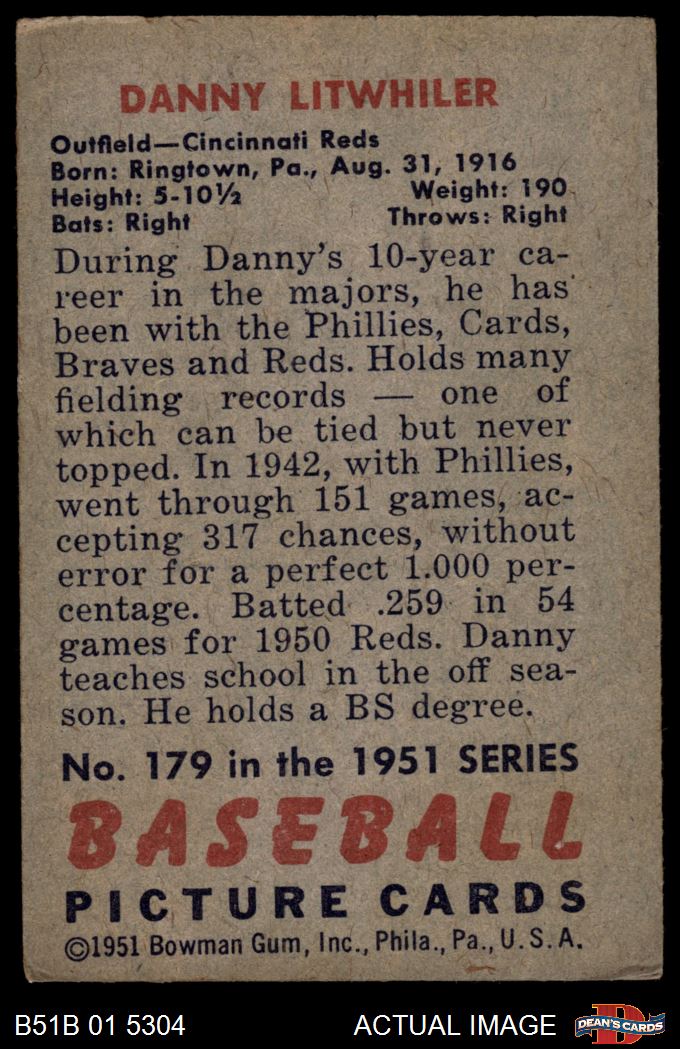 DANNY LITWHILER
Outfield—Cincinnati Reds
Born: Ringtown, Pa., Aug. 31, 1916
Height: 5-10½ Weight: 190
Bats: Right Throws: Right
During Danny's 10-year ca-
reer in the majors, he has
been with the Phillies, Cards,
Braves and Reds. Holds many
fielding records — one of
which can be tied but never
topped. In 1942, with Phillies,
went through 151 games, ac-
cepting 317 chances, without
error for a perfect 1.000 per-
centage. Batted .259 in 54
games for 1950 Reds. Danny
teaches school in the off sea-
son. He holds a BS degree.
No. 179 in the 1951 SERIES
BASEBALL
PICTURE CARDS
©1951 Bowman Gum, Inc., Phila., Pa., U.S.A.
B51B 01 5304 ACTUAL IMAGE D DEAN'S CARDS